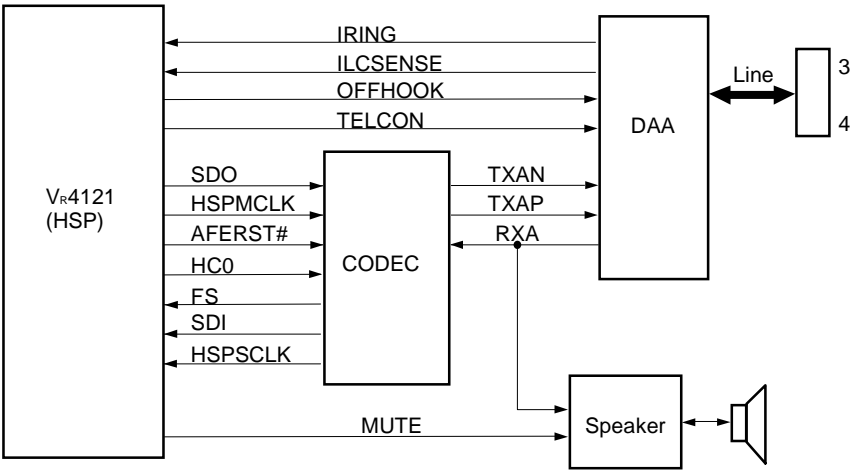 IRING
ILCSENSE
OFFHOOK
TELCON
Line
3
4
DAA
VR4121
(HSP)
SDO
HSPMCLK
AFERST#
HC0
FS
SDI
HSPSCLK
CODEC
TXAN
TXAP
RXA
MUTE
Speaker